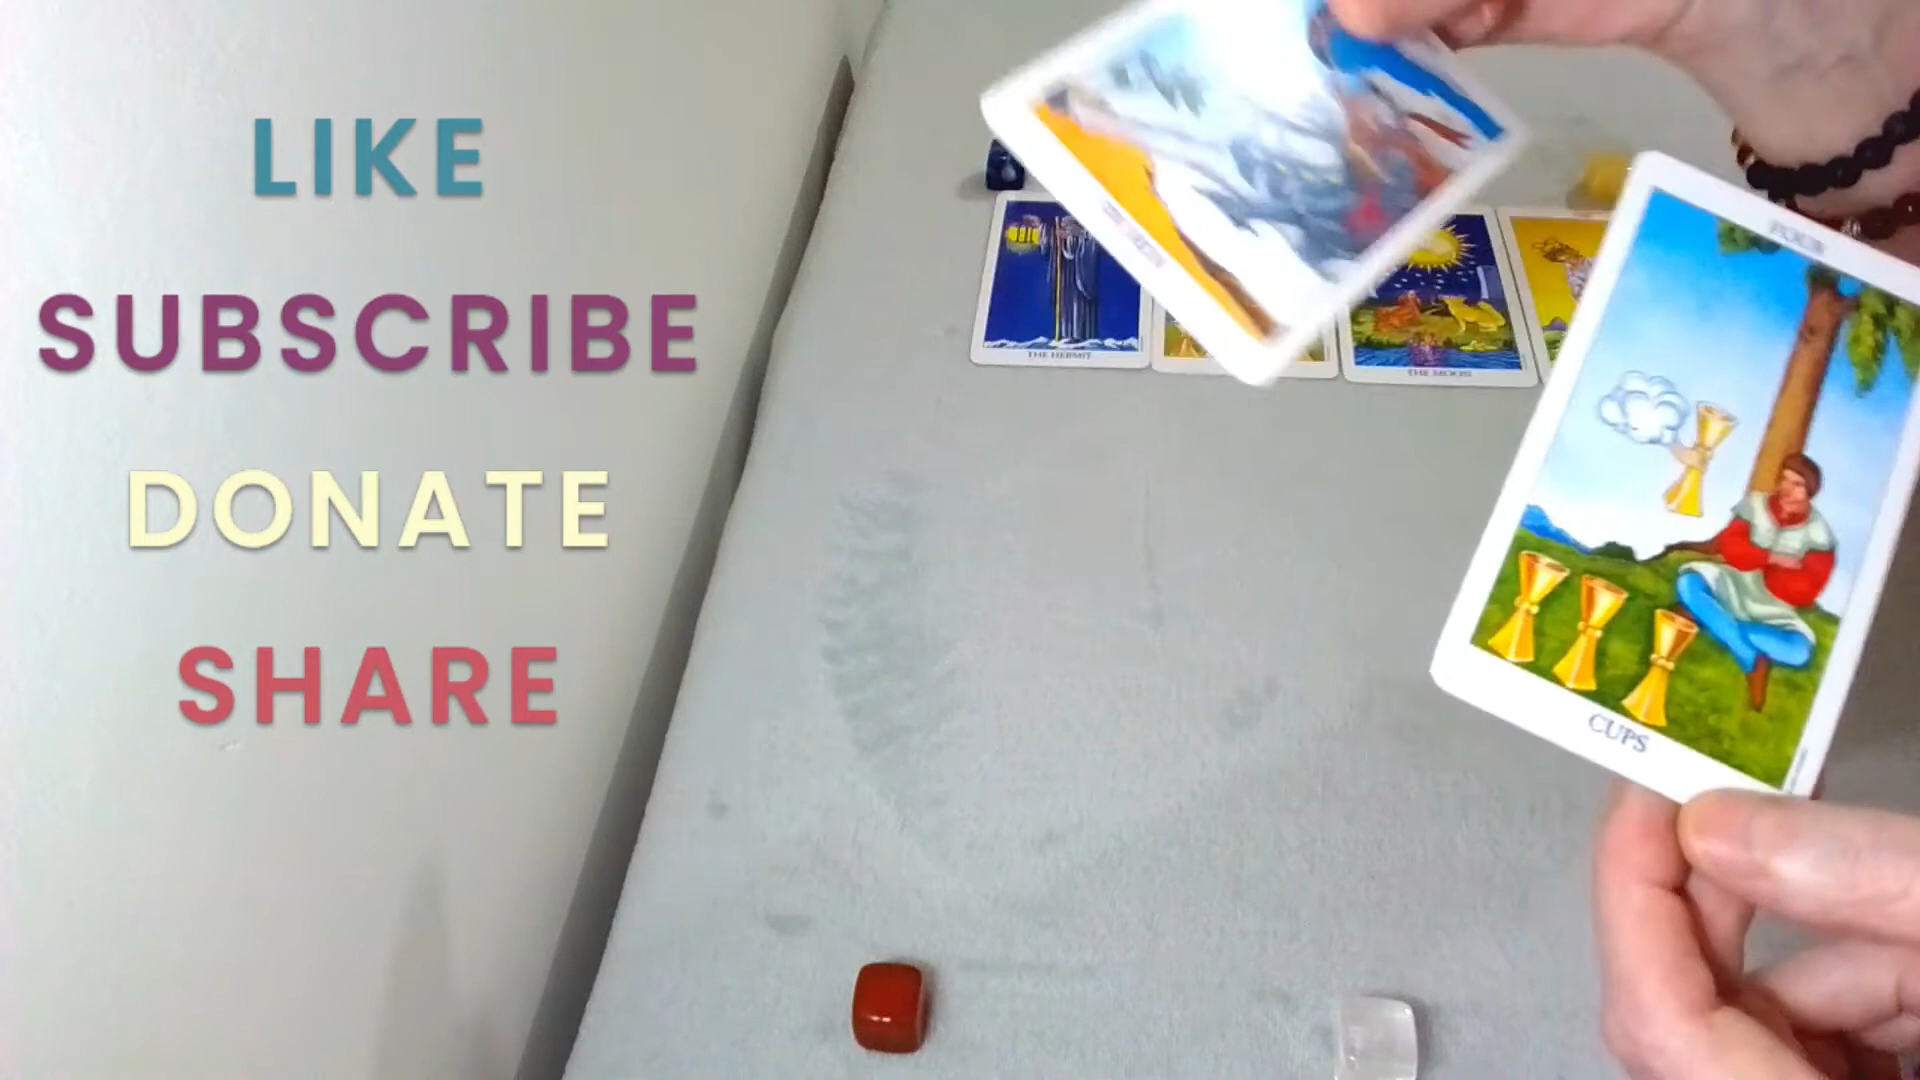 LIKE
SUBSCRIBE
DONATE
SHARE
FOUR
THE HERMIT
THE MOON
CUPS